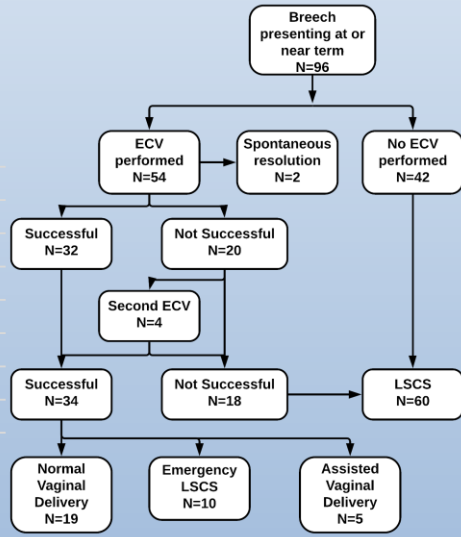 Breech
presenting at or
near term
N=96
ECV
performed
N=54
Spontaneous
resolution
N=2
No ECV
performed
N=42
Successful
N=32
Not Successful
N=20
Second ECV
N=4
Successful
N=34
Not Successful
N=18
LSCS
N=60
Normal
Vaginal
Delivery
N=19
Emergency
LSCS
N=10
Assisted
Vaginal
Delivery
N=5